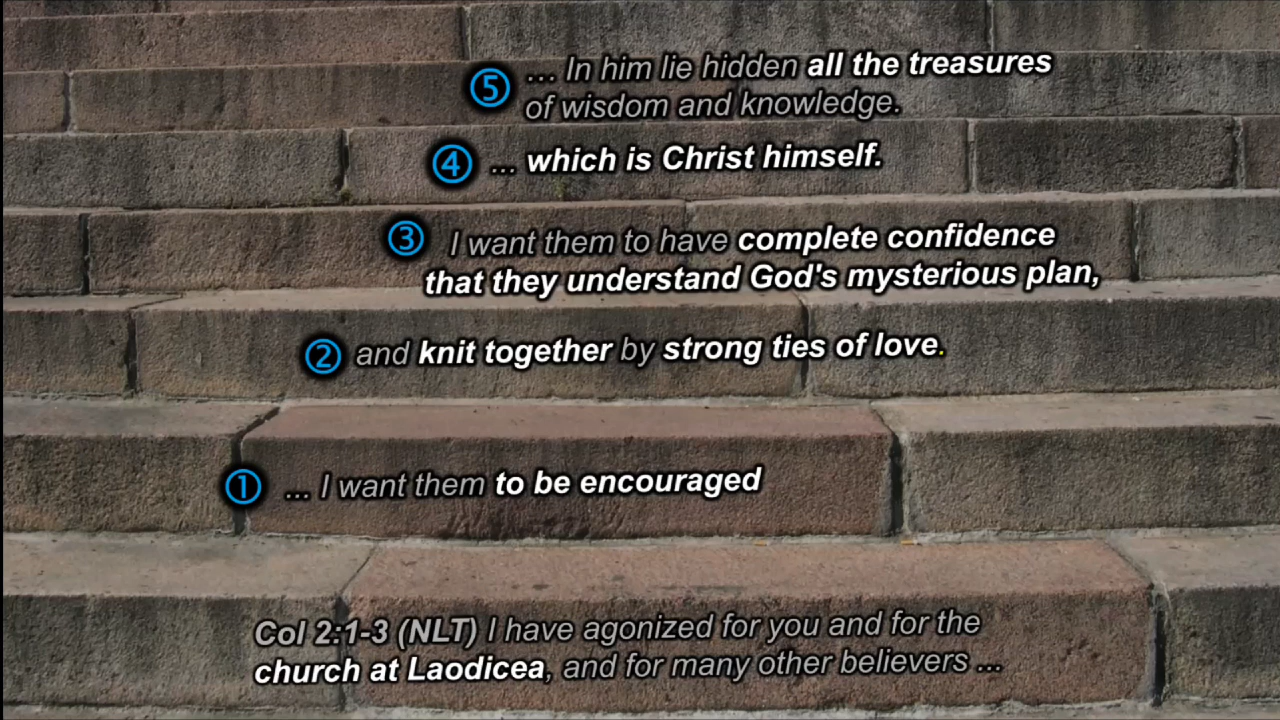 ⑤ ... In him lie hidden all the treasures
of wisdom and knowledge.
④ ... which is Christ himself.
③ I want them to have complete confidence
that they understand God's mysterious plan,
② and knit together by strong ties of love.
① ... I want them to be encouraged
Col 2:1-3 (NLT) I have agonized for you and for the
church at Laodicea, and for many other believers ...